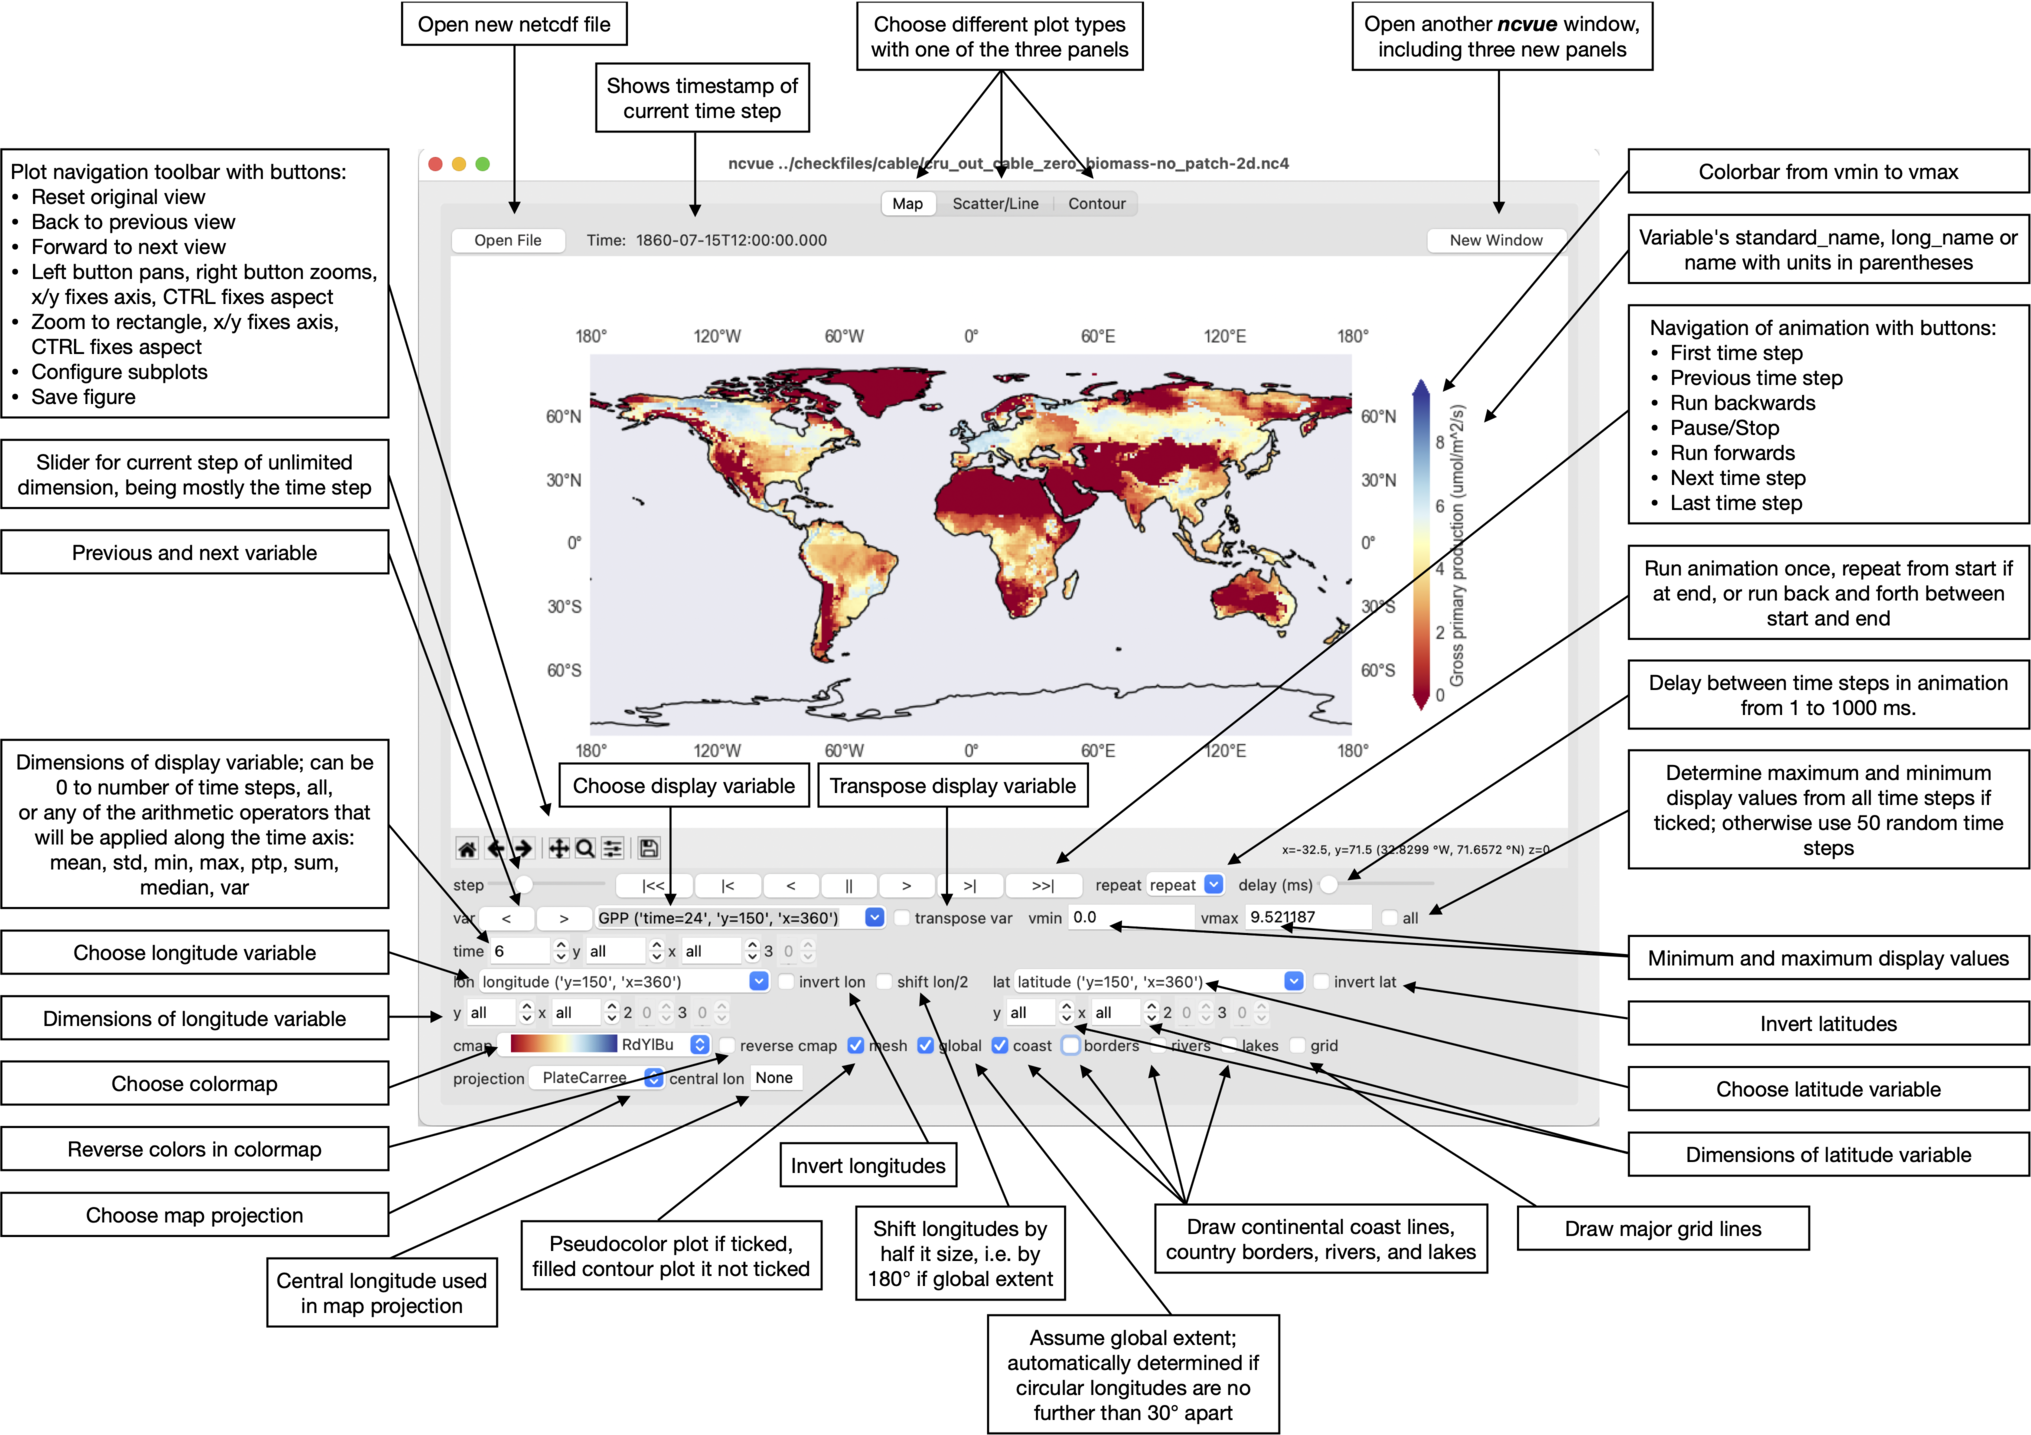 Open new netcdf file
Choose different plot types
with one of the three panels
Open another ncvue window,
including three new panels
Shows timestamp of
current time step
Plot navigation toolbar with buttons:
• Reset original view
• Back to previous view
• Forward to next view
• Left button pans, right button zooms,
x/y fixes axis, CTRL fixes aspect
• Zoom to rectangle, x/y fixes axis,
CTRL fixes aspect
• Configure subplots
• Save figure
Slider for current step of unlimited
dimension, being mostly the time step
Previous and next variable
Dimensions of display variable; can be
0 to number of time steps, all,
or any of the arithmetic operators that
will be applied along the time axis:
mean, std, min, max, ptp, sum,
median, var
Choose longitude variable
Dimensions of longitude variable
Choose colormap
Reverse colors in colormap
Choose map projection
Central longitude used
in map projection
ncvue ../checkfiles/cable/cru_out_cable_zero_biomass-no_patch-2d.nc4
Map Scatter/Line Contour
Open File Time: 1860-07-15T12:00:00.000 New Window
180° 120°W 60°W 0° 60°E 120°E 180°
60°N 60°N
30°N 30°N
0° 0°
30°S 30°S
60°S 60°S
180° 120°W 60°W 0° 60°E 120°E 180°
8
6
4
2
0
Gross primary production (umol/m^2/s)
Choose display variable
Transpose display variable
x=-32.5, y=71.5 (32.8299 °W, 71.6572 °N) z=0
step |<< |< < || > >| >>| repeat repeat delay (ms)
var < > GPP ('time=24', 'y=150', 'x=360') transpose var vmin 0.0 vmax 9.521187 all
time 6 y all x all 3 0
lon longitude ('y=150', 'x=360') invert lon shift lon/2 lat latitude ('y=150', 'x=360') invert lat
y all x all 2 0 3 0 y all x all 2 0 3 0
cmap RdYlBu reverse cmap mesh global coast borders rivers lakes grid
projection PlateCarree central lon None
Colorbar from vmin to vmax
Variable's standard_name, long_name or
name with units in parentheses
Navigation of animation with buttons:
• First time step
• Previous time step
• Run backwards
• Pause/Stop
• Run forwards
• Next time step
• Last time step
Run animation once, repeat from start if
at end, or run back and forth between
start and end
Delay between time steps in animation
from 1 to 1000 ms.
Determine maximum and minimum
display values from all time steps if
ticked; otherwise use 50 random time
steps
Minimum and maximum display values
Invert latitudes
Choose latitude variable
Dimensions of latitude variable
Draw major grid lines
Invert longitudes
Pseudocolor plot if ticked,
filled contour plot it not ticked
Shift longitudes by
half it size, i.e. by
180° if global extent
Draw continental coast lines,
country borders, rivers, and lakes
Assume global extent;
automatically determined if
circular longitudes are no
further than 30° apart